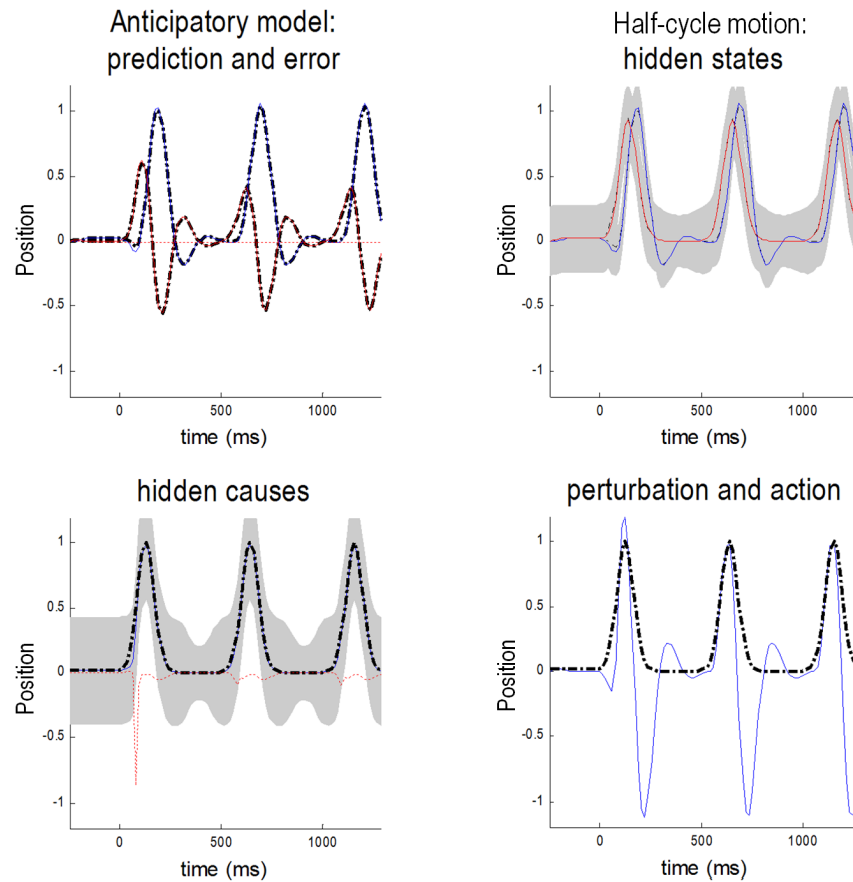 Anticipatory model:
prediction and error
Half-cycle motion:
hidden states
1
0.5
0
-0.5
-1
Position
0
500
1000
time (ms)
1
0.5
0
-0.5
-1
Position
0
500
1000
time (ms)
hidden causes
perturbation and action
1
0.5
0
-0.5
-1
Position
0
500
1000
time (ms)
1
0.5
0
-0.5
-1
Position
0
500
1000
time (ms)